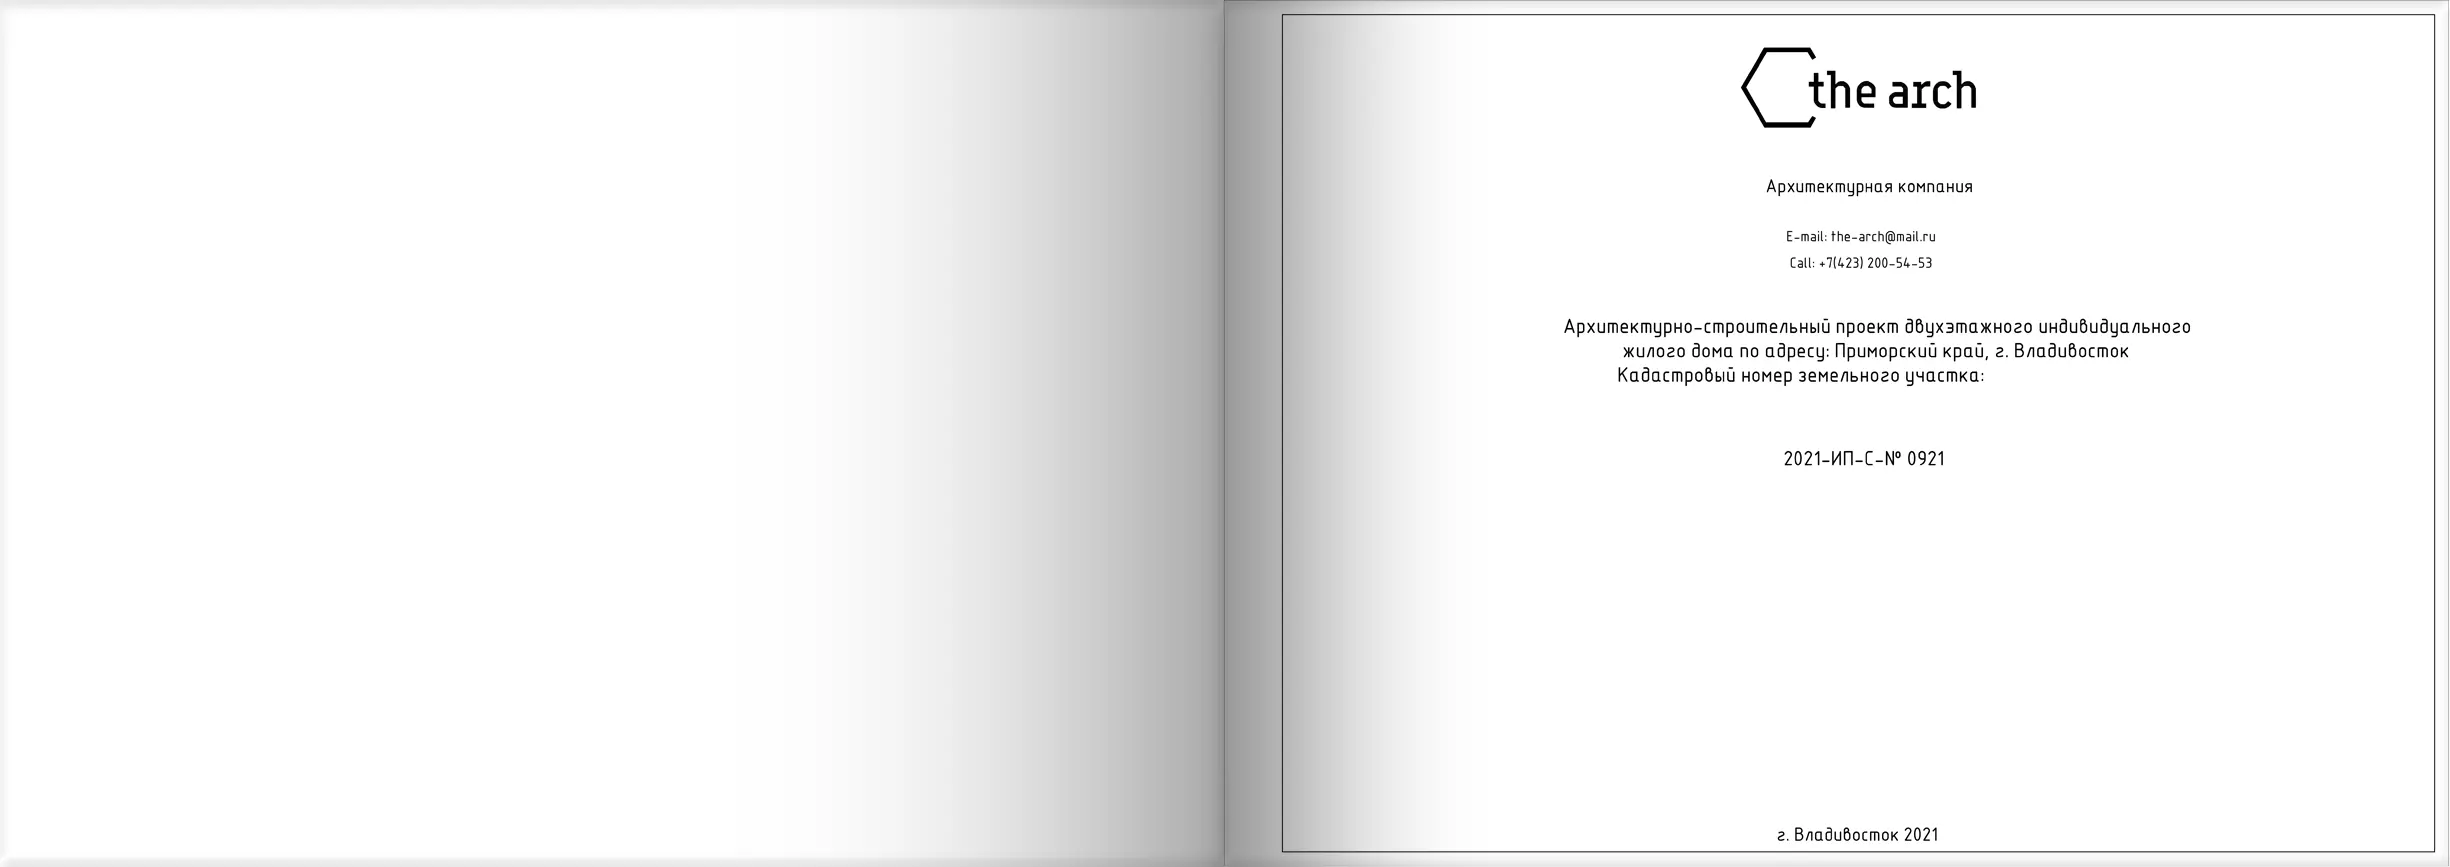 the arch
Архитектурная компания
E-mail: the-arch@mail.ru
Call: +7(423) 200-54-53
Архитектурно-строительный проект двухэтажного индивидуального
жилого дома по адресу: Приморский край, г. Владивосток
Кадастровый номер земельного участка:
2021-ИП-С-№ 0921
г. Владивосток 2021